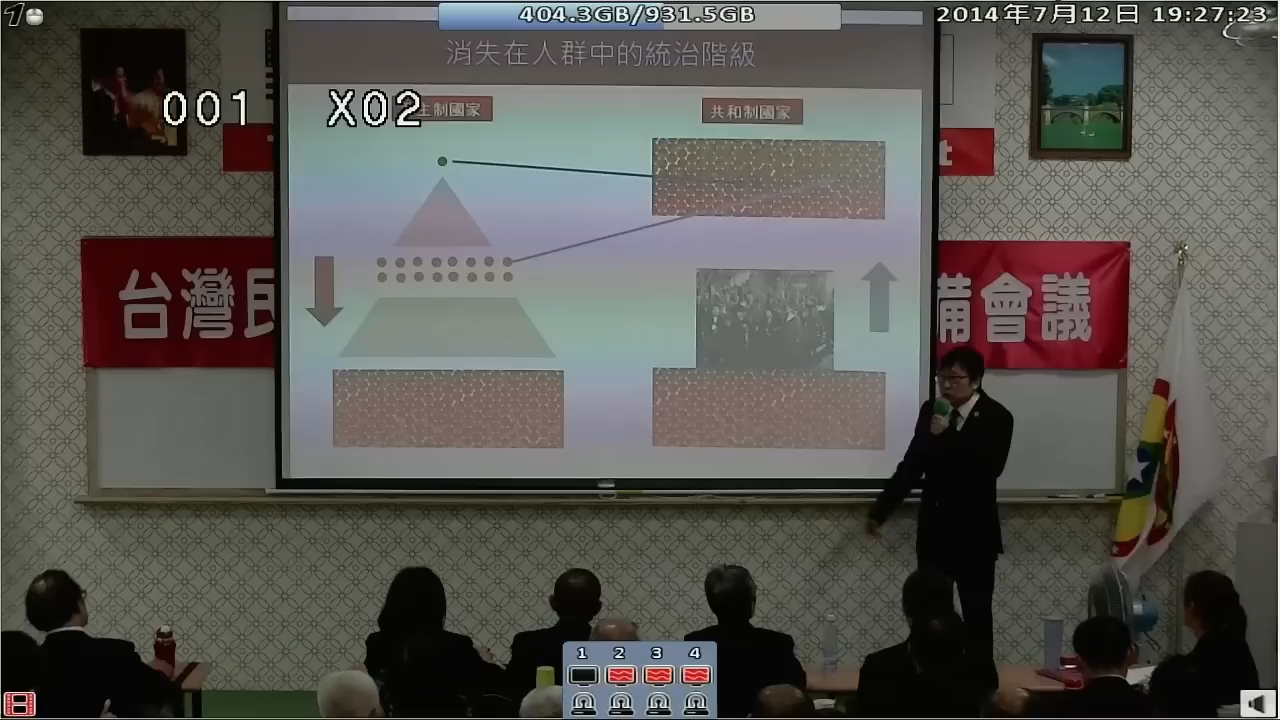 404.3GB/931.5GB
2014年7月12日 19:27:23
消失在人群中的統治階級
001 X02
主制國家
共和制國家
t
台灣民
備會議
1 2 3 4